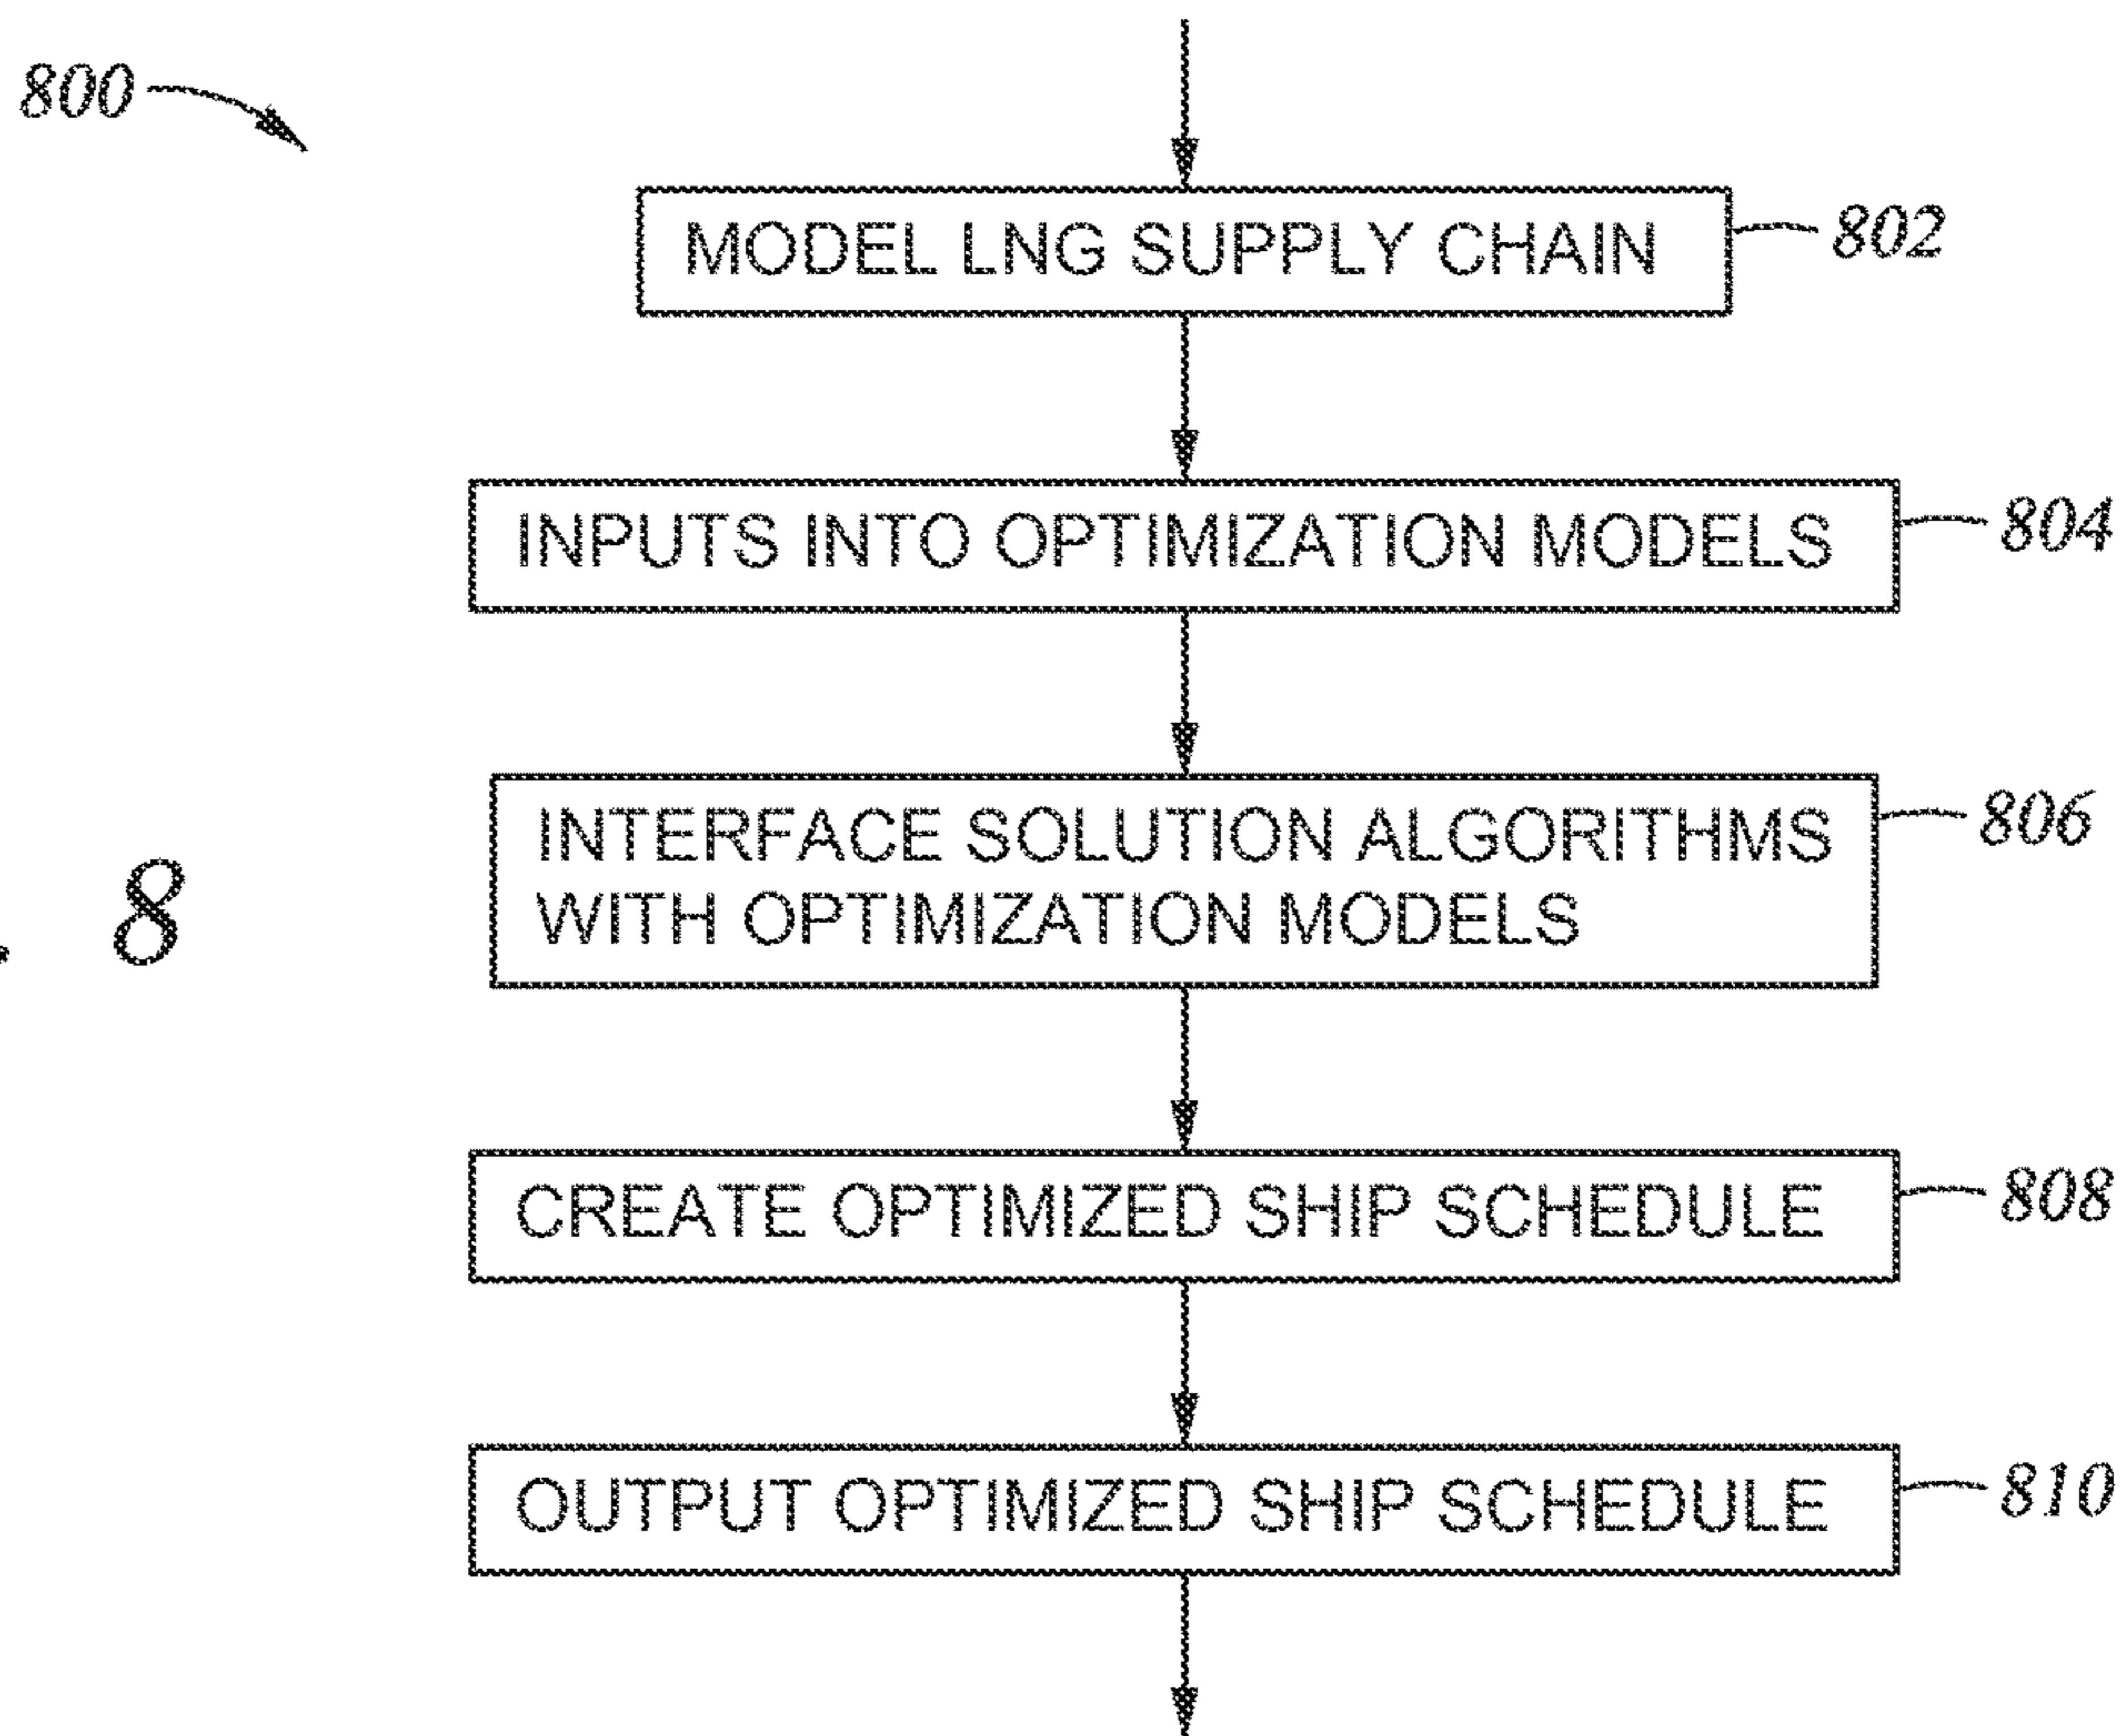 800
MODEL LNG SUPPLY CHAIN
802
INPUTS INTO OPTIMIZATION MODELS
804
INTERFACE SOLUTION ALGORITHMS
WITH OPTIMIZATION MODELS
806
8
CREATE OPTIMIZED SHIP SCHEDULE
808
OUTPUT OPTIMIZED SHIP SCHEDULE
810